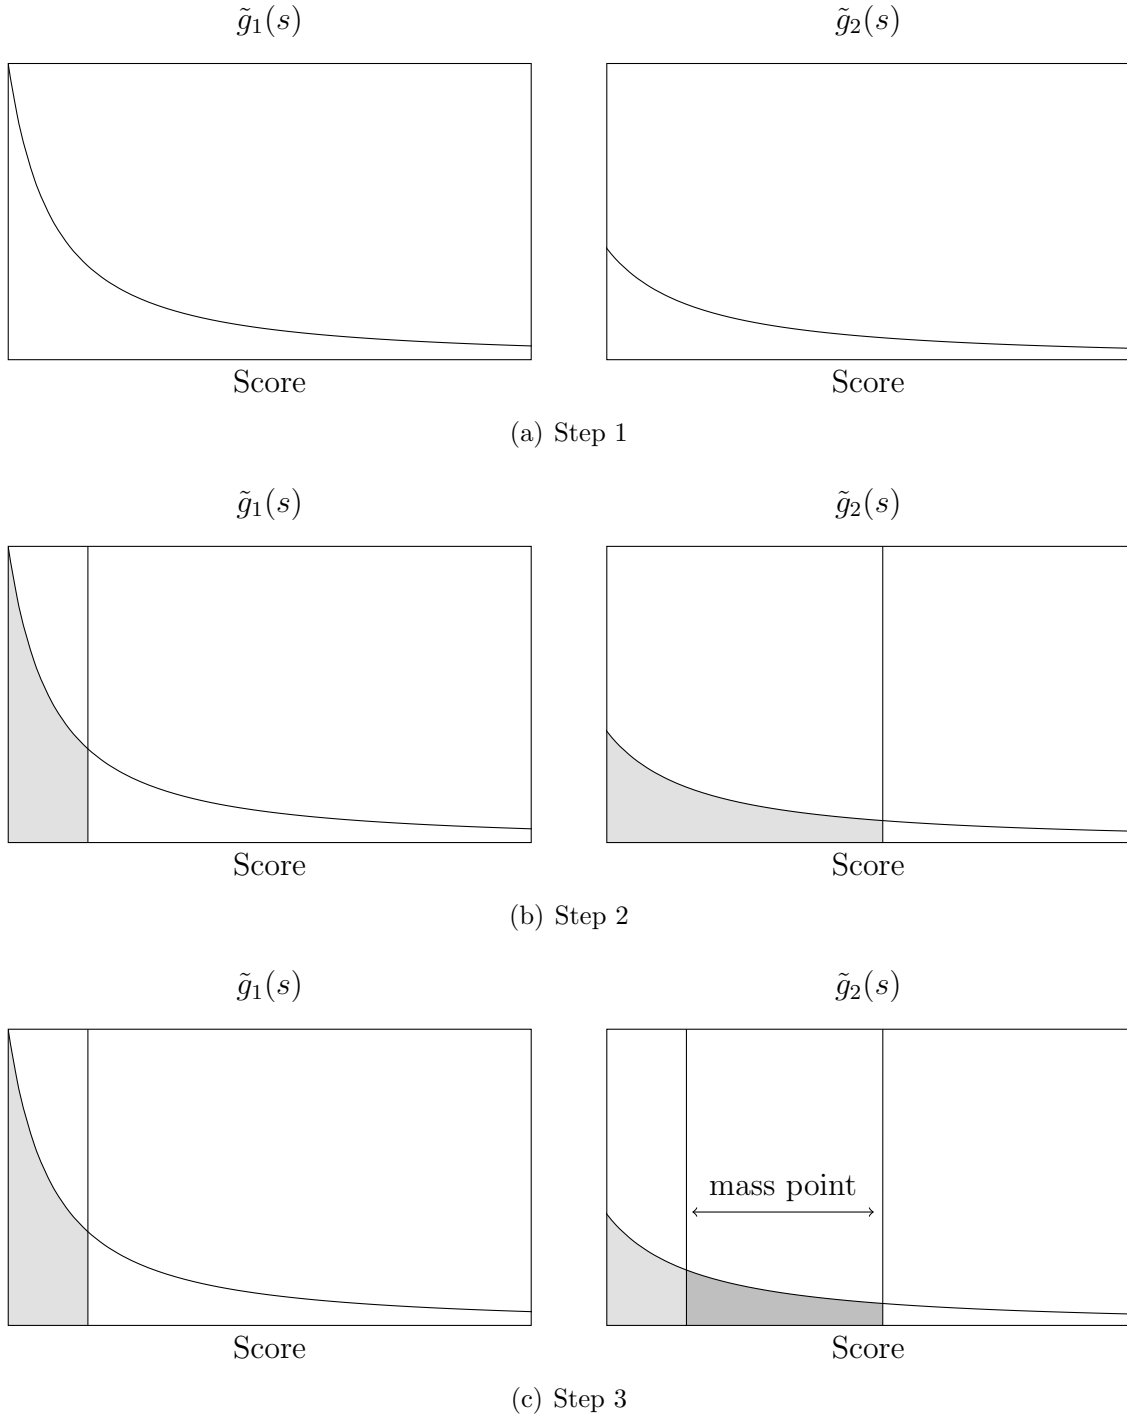 g̃₁(s) g̃₂(s)
Score Score
(a) Step 1
g̃₁(s) g̃₂(s)
Score Score
(b) Step 2
g̃₁(s) g̃₂(s)
mass point
Score Score
(c) Step 3